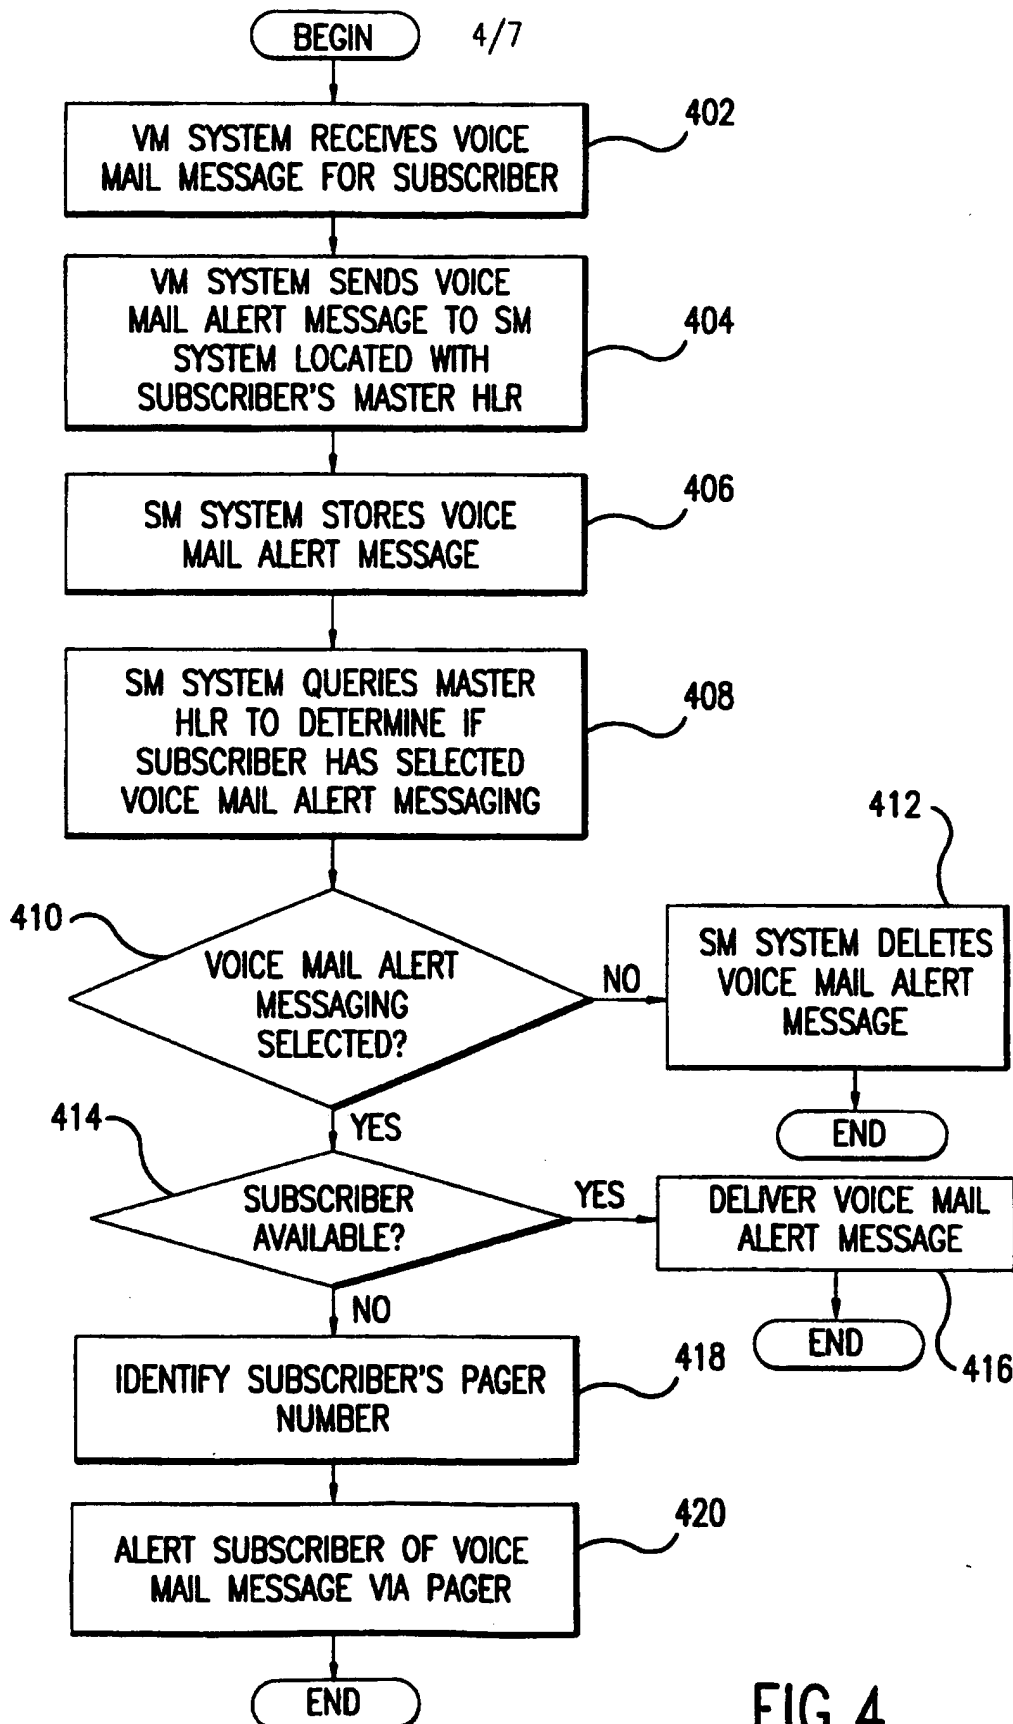 BEGIN
4/7
402
VM SYSTEM RECEIVES VOICE
MAIL MESSAGE FOR SUBSCRIBER
VM SYSTEM SENDS VOICE
MAIL ALERT MESSAGE TO SM
SYSTEM LOCATED WITH
SUBSCRIBER'S MASTER HLR
404
406
SM SYSTEM STORES VOICE
MAIL ALERT MESSAGE
SM SYSTEM QUERIES MASTER
HLR TO DETERMINE IF
SUBSCRIBER HAS SELECTED
VOICE MAIL ALERT MESSAGING
408
412
410
VOICE MAIL ALERT
MESSAGING
SELECTED?
NO
SM SYSTEM DELETES
VOICE MAIL ALERT
MESSAGE
END
YES
414
SUBSCRIBER
AVAILABLE?
YES
DELIVER VOICE MAIL
ALERT MESSAGE
416
END
NO
IDENTIFY SUBSCRIBER'S PAGER
NUMBER
418
420
ALERT SUBSCRIBER OF VOICE
MAIL MESSAGE VIA PAGER
END
FIG. 4